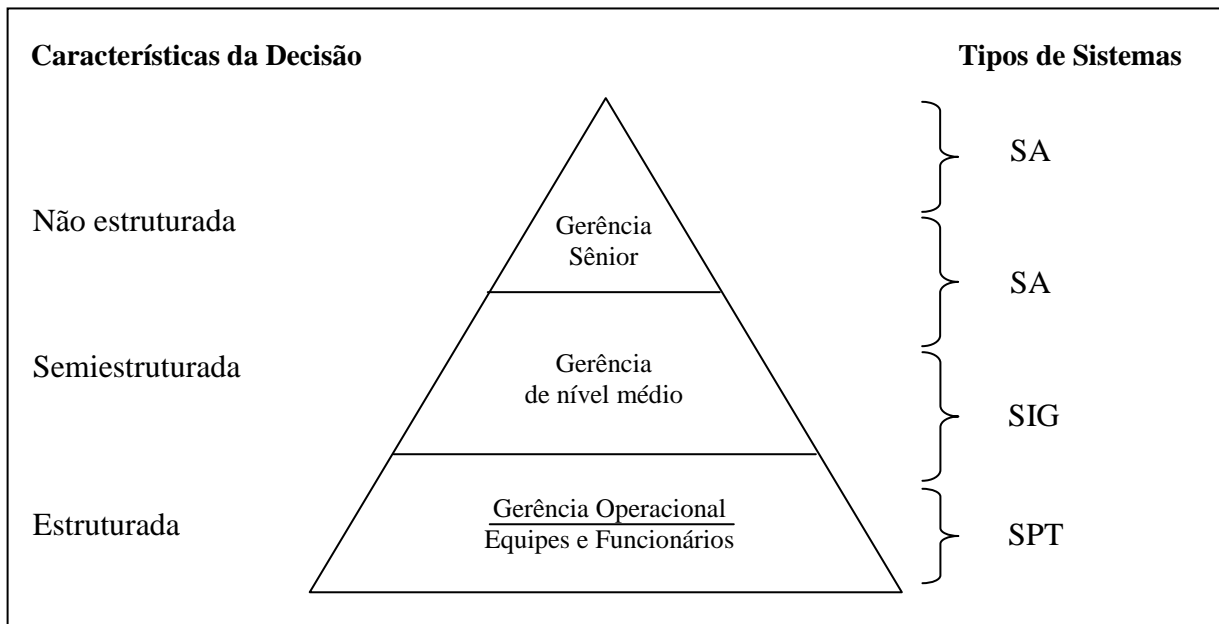 Características da Decisão
Tipos de Sistemas
SA
Não estruturada
Gerência
Sênior
SA
Semiestruturada
Gerência
de nível médio
SIG
Estruturada
Gerência Operacional
Equipes e Funcionários
SPT